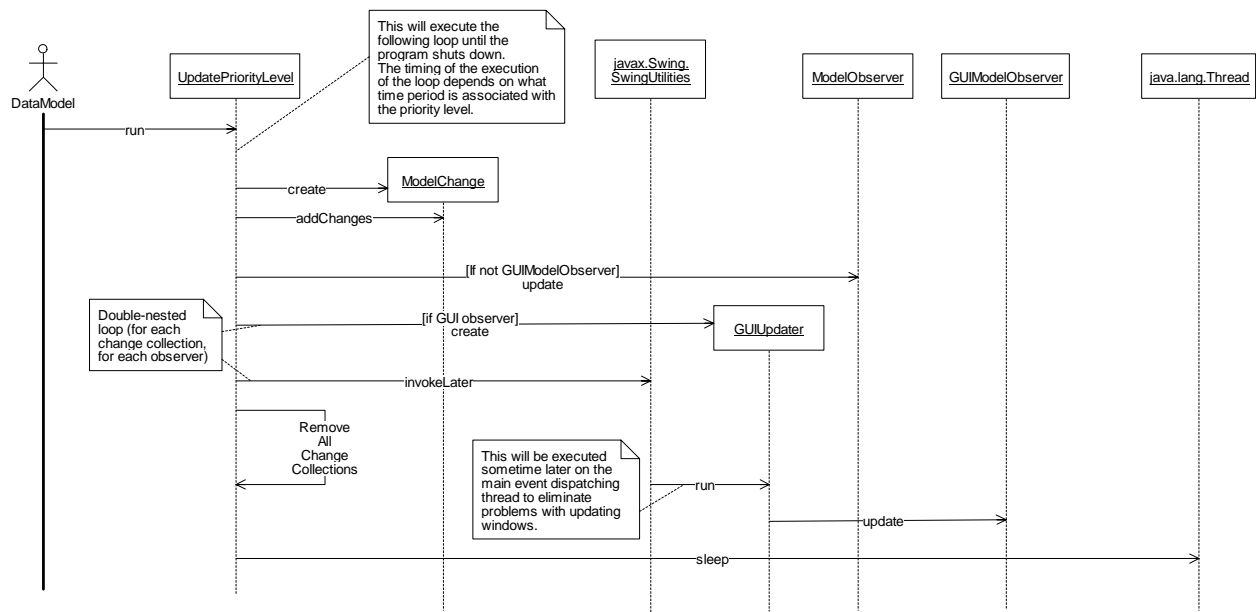 This will execute the
following loop until the
program shuts down.
The timing of the execution
of the loop depends on what
time period is associated with
the priority level.
DataModel
UpdatePriorityLevel
javax.Swing.
SwingUtilities
ModelObserver
GUIModelObserver
java.lang.Thread
run
create
ModelChange
addChanges
[If not GUIModelObserver]
update
Double-nested
loop (for each
change collection,
for each observer)
[if GUI observer]
create
GUIUpdater
invokeLater
Remove
All
Change
Collections
This will be executed
sometime later on the
main event dispatching
thread to eliminate
problems with updating
windows.
run
update
sleep